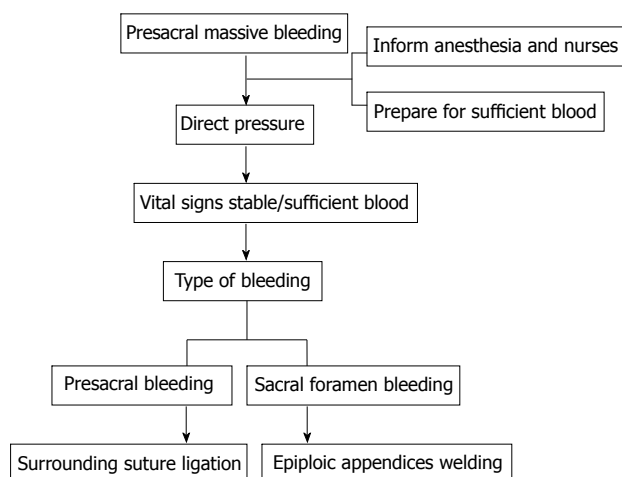 Presacral massive bleeding
Inform anesthesia and nurses
Prepare for sufficient blood
Direct pressure
Vital signs stable/sufficient blood
Type of bleeding
Presacral bleeding
Sacral foramen bleeding
Surrounding suture ligation
Epiploic appendices welding